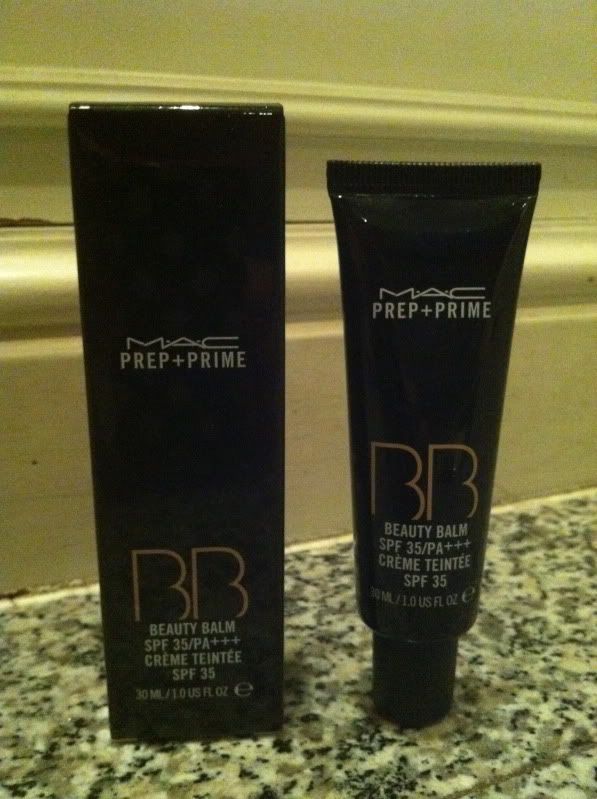 M·A·C
PREP+PRIME
BB
BEAUTY BALM
SPF 35/PA+++
CRÈME TEINTÉE
SPF 35
30 ML / 1.0 US FL OZ ℮
M·A·C
PREP+PRIME
BB
BEAUTY BALM
SPF 35/PA+++
CRÈME TEINTÉE
SPF 35
30 ML / 1.0 US FL OZ ℮